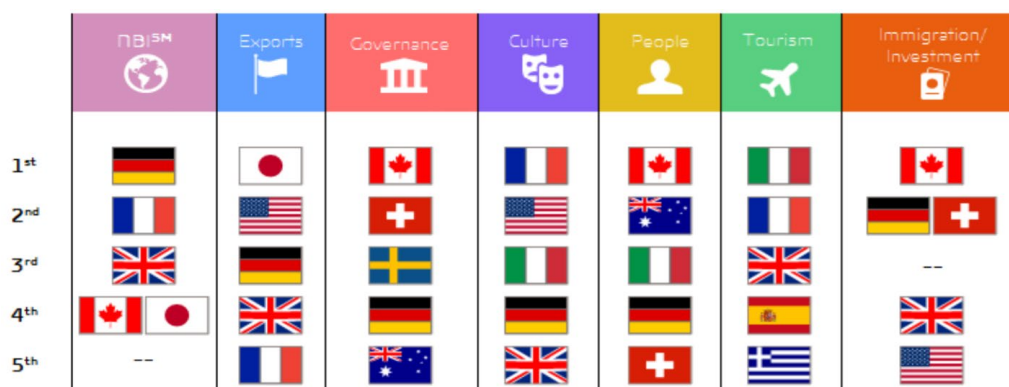 NBI℠ Exports Governance Culture People Tourism Immigration/
Investment
1st
2nd
3rd --
4th
5th --